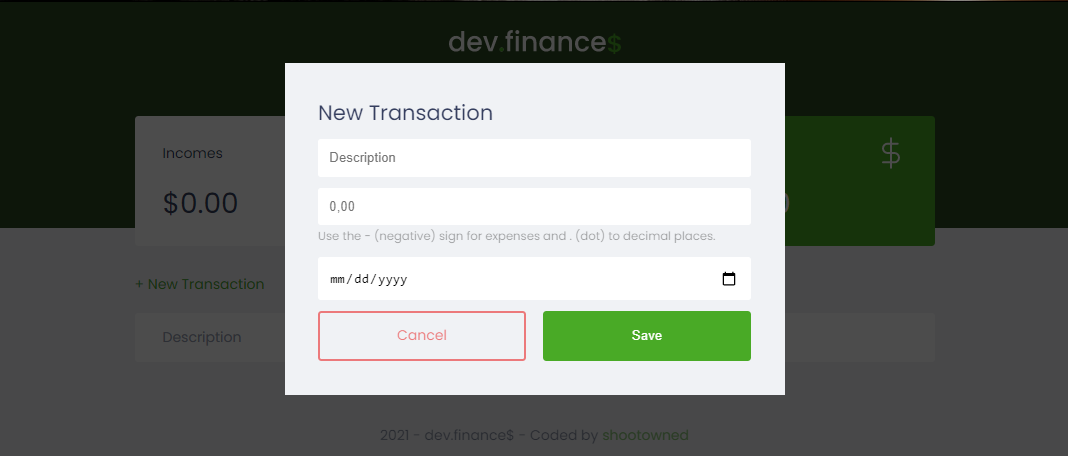 dev.finance$
New Transaction
Description
0,00
Use the - (negative) sign for expenses and . (dot) to decimal places.
mm/dd/yyyy
Cancel
Save
Incomes
$
$0.00
+ New Transaction
Description
2021 - dev.finance$ - Coded by shootowned